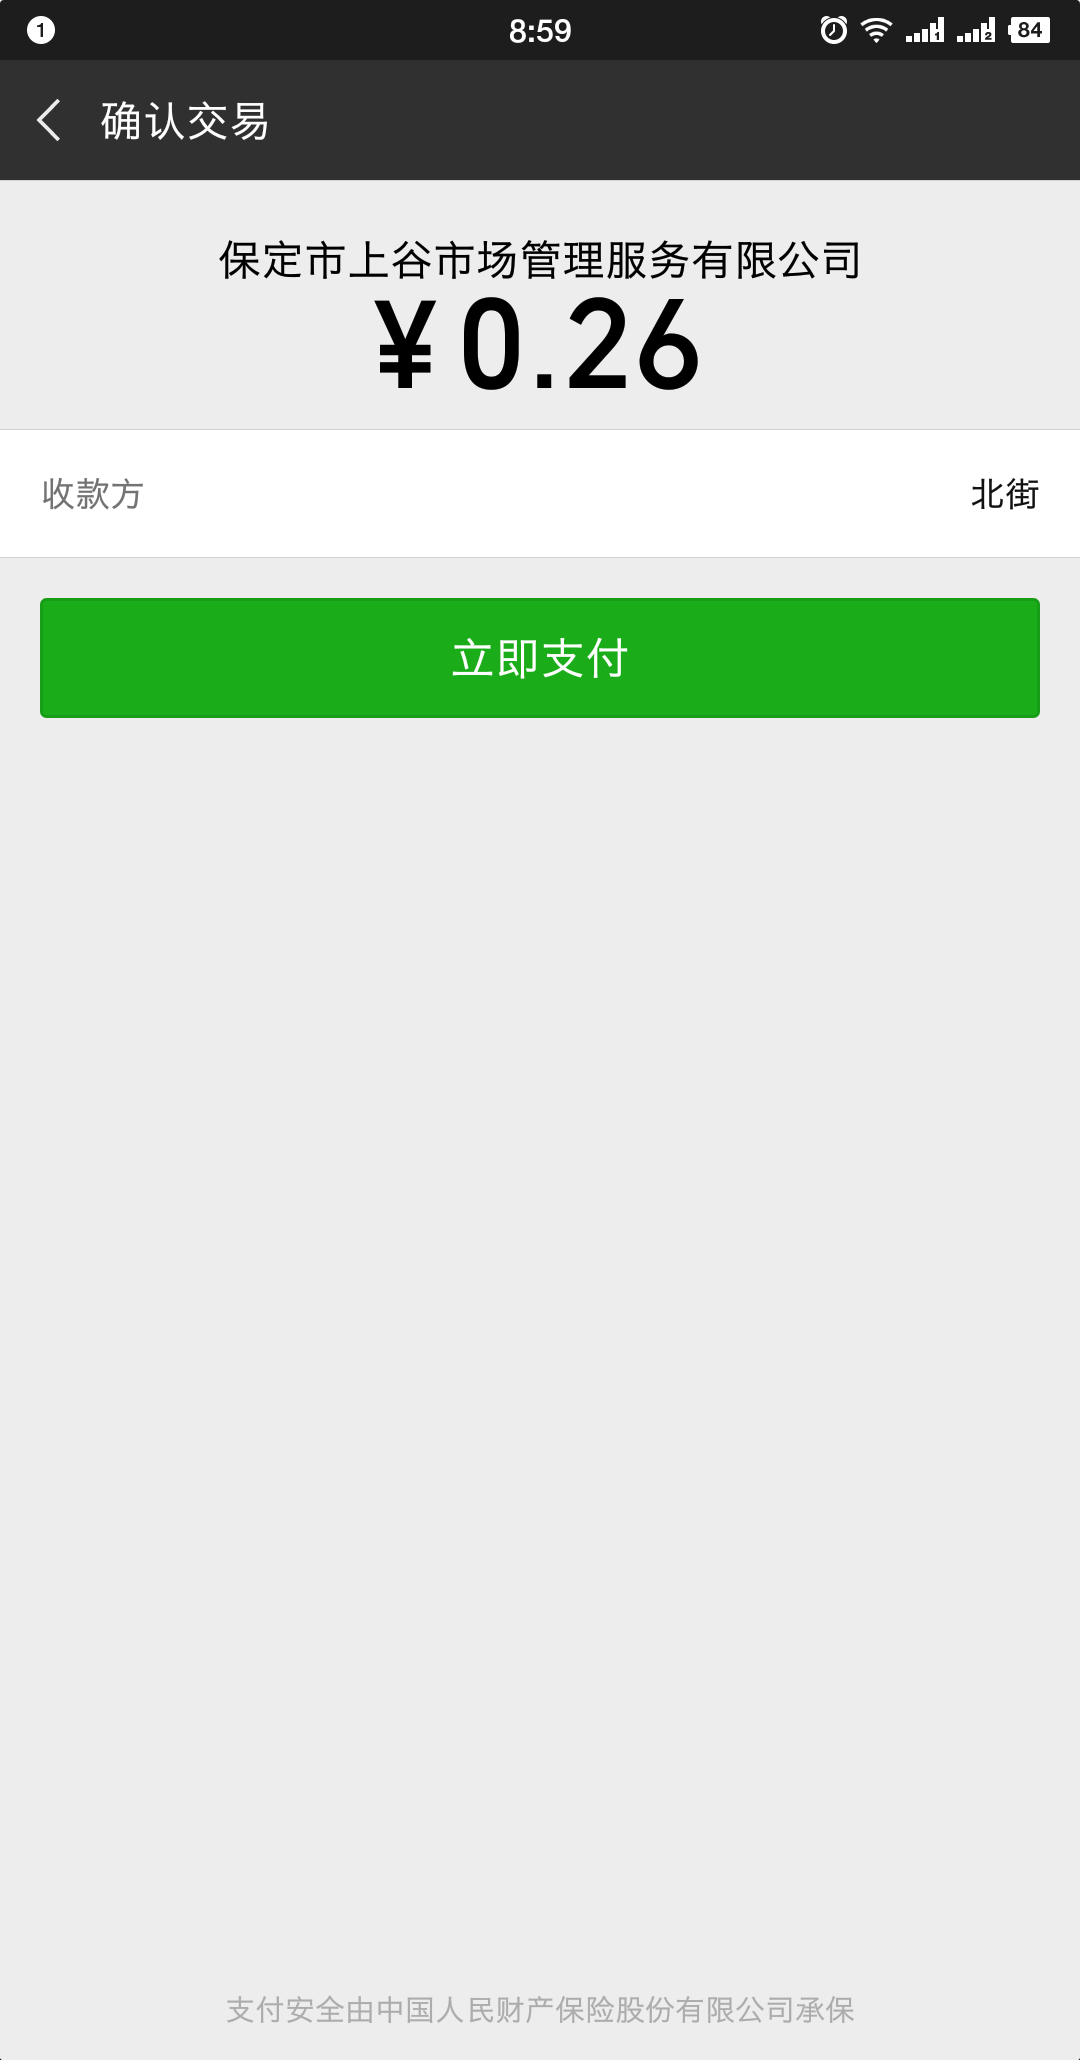 1 8:59 1 2 84
确认交易
保定市上谷市场管理服务有限公司
¥0.26
收款方 北街
立即支付
支付安全由中国人民财产保险股份有限公司承保